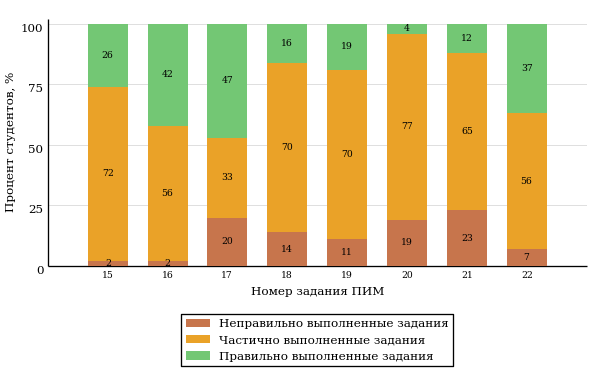 Процент студентов, %
100
75
50
25
0
26 42 47 16 19 4 12 37
72 56 33 70 70 77 65 56
2 2 20 14 11 19 23 7
15 16 17 18 19 20 21 22
Номер задания ПИМ
Неправильно выполненные задания
Частично выполненные задания
Правильно выполненные задания